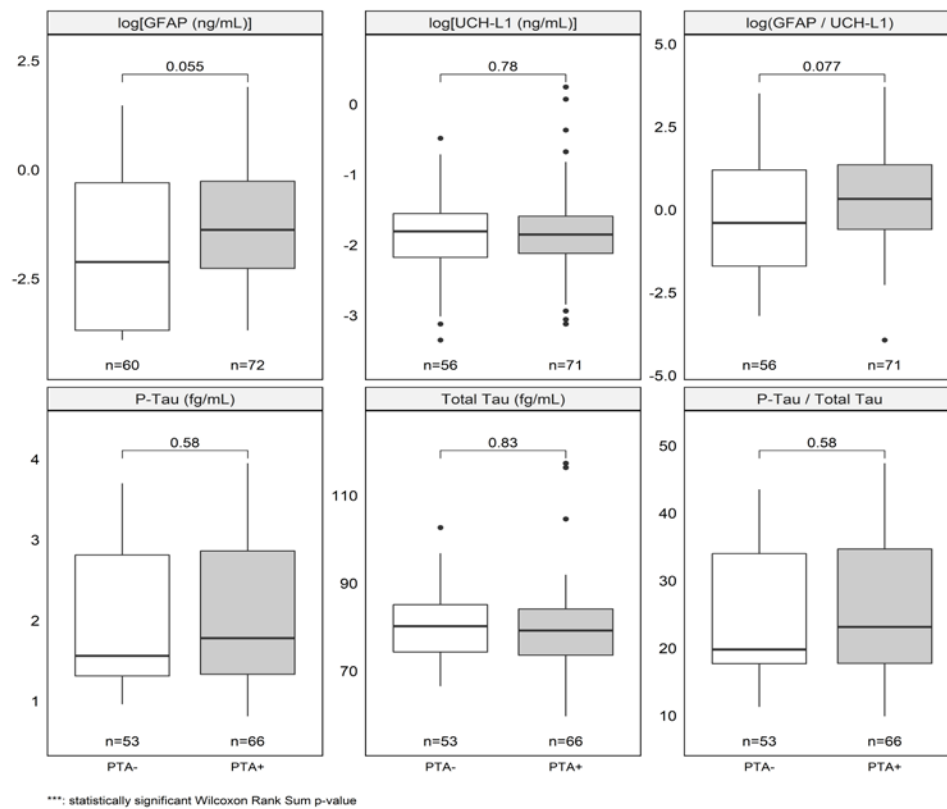 log[GFAP (ng/mL)]
2.5
0.0
-2.5
0.055
n=60 n=72
log[UCH-L1 (ng/mL)]
0
-1
-2
-3
0.78
n=56 n=71
log(GFAP / UCH-L1)
5.0
2.5
0.0
-2.5
-5.0
0.077
n=56 n=71
P-Tau (fg/mL)
4
3
2
1
0.58
n=53 n=66
PTA- PTA+
Total Tau (fg/mL)
110
90
70
0.83
n=53 n=66
PTA- PTA+
P-Tau / Total Tau
50
40
30
20
10
0.58
n=53 n=66
PTA- PTA+
***: statistically significant Wilcoxon Rank Sum p-value